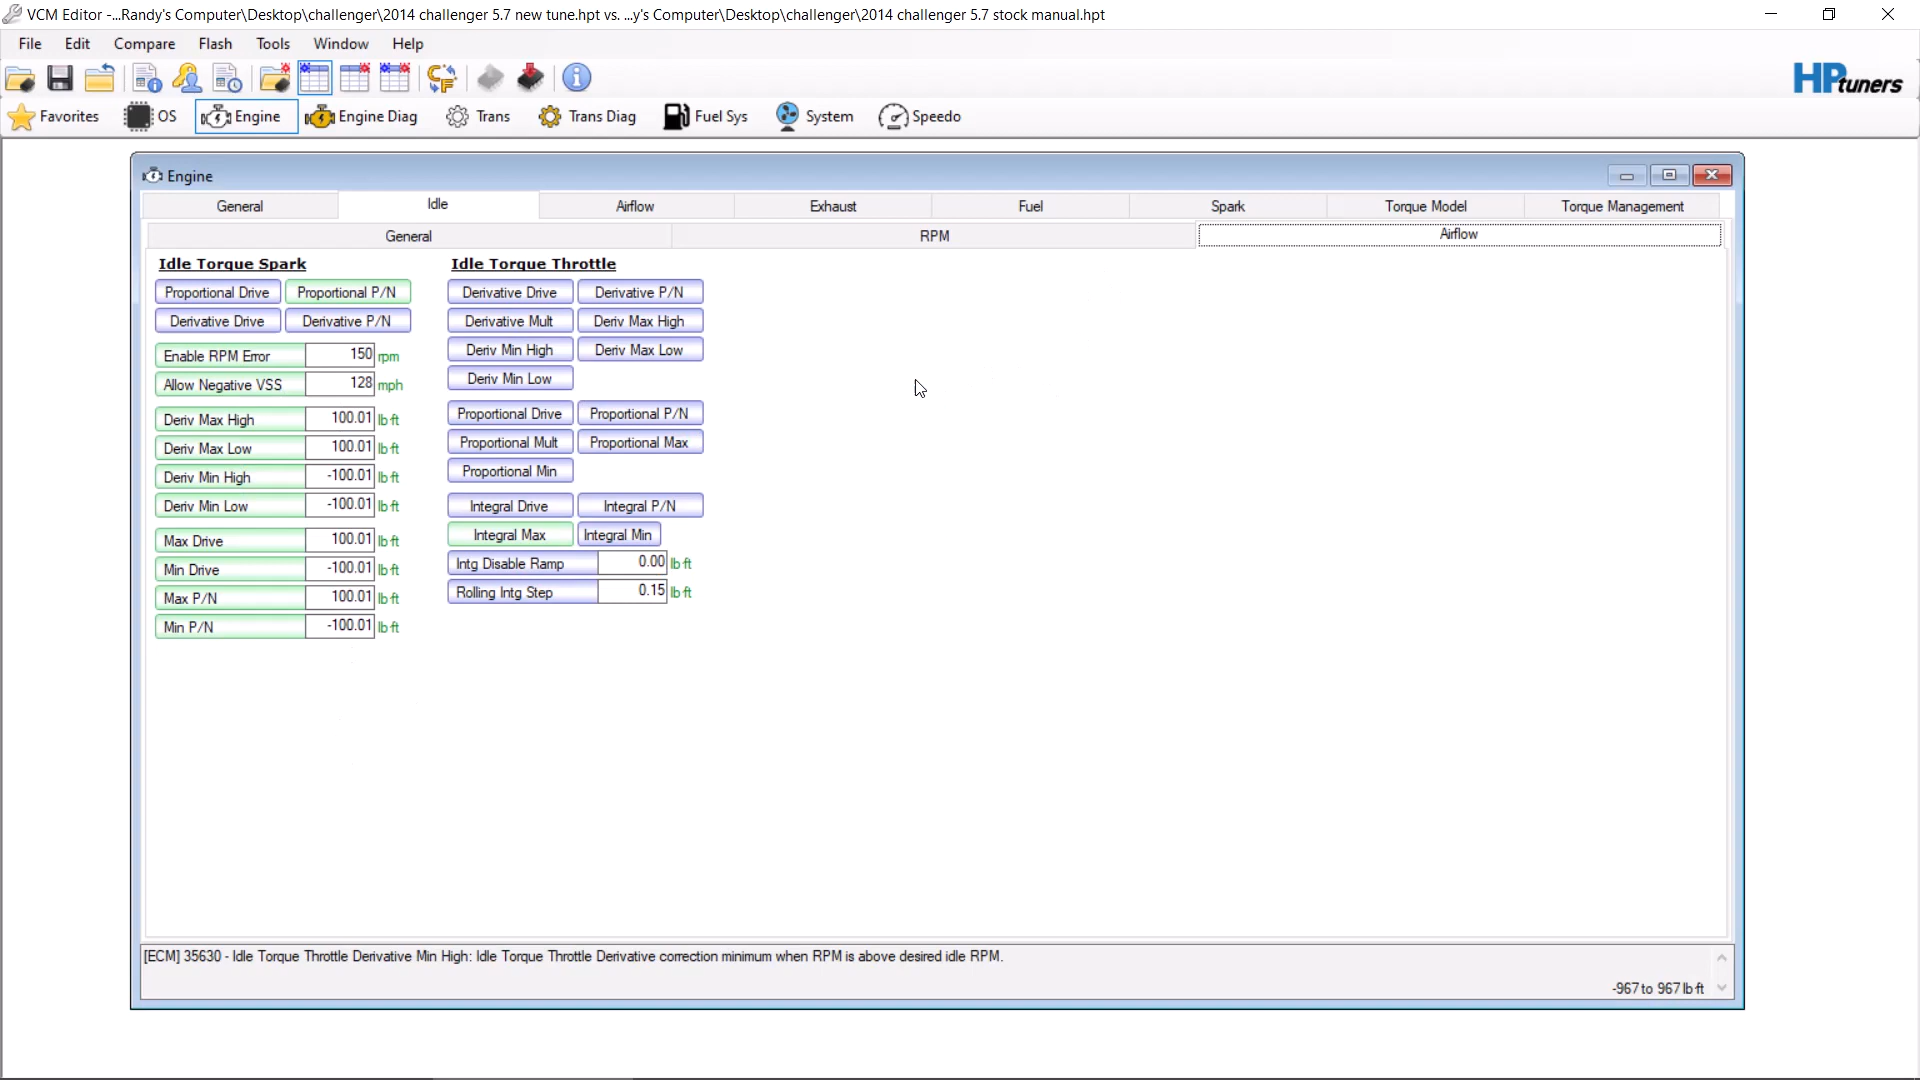 VCM Editor -...Randy's Computer\Desktop\challenger\2014 challenger 5.7 new tune.hpt vs. ...y's Computer\Desktop\challenger\2014 challenger 5.7 stock manual.hpt
File Edit Compare Flash Tools Window Help
HPtuners
Favorites OS Engine Engine Diag Trans Trans Diag Fuel Sys System Speedo
Engine
General Idle Airflow Exhaust Fuel Spark Torque Model Torque Management
General RPM Airflow
Idle Torque Spark
Proportional Drive Proportional P/N
Derivative Drive Derivative P/N
Enable RPM Error 150 rpm
Allow Negative VSS 128 mph
Deriv Max High 100.01 lb·ft
Deriv Max Low 100.01 lb·ft
Deriv Min High -100.01 lb·ft
Deriv Min Low -100.01 lb·ft
Max Drive 100.01 lb·ft
Min Drive -100.01 lb·ft
Max P/N 100.01 lb·ft
Min P/N -100.01 lb·ft
Idle Torque Throttle
Derivative Drive Derivative P/N
Derivative Mult Deriv Max High
Deriv Min High Deriv Max Low
Deriv Min Low
Proportional Drive Proportional P/N
Proportional Mult Proportional Max
Proportional Min
Integral Drive Integral P/N
Integral Max Integral Min
Intg Disable Ramp 0.00 lb·ft
Rolling Intg Step 0.15 lb·ft
[ECM] 35630 - Idle Torque Throttle Derivative Min High: Idle Torque Throttle Derivative correction minimum when RPM is above desired idle RPM.
-967 to 967 lb·ft